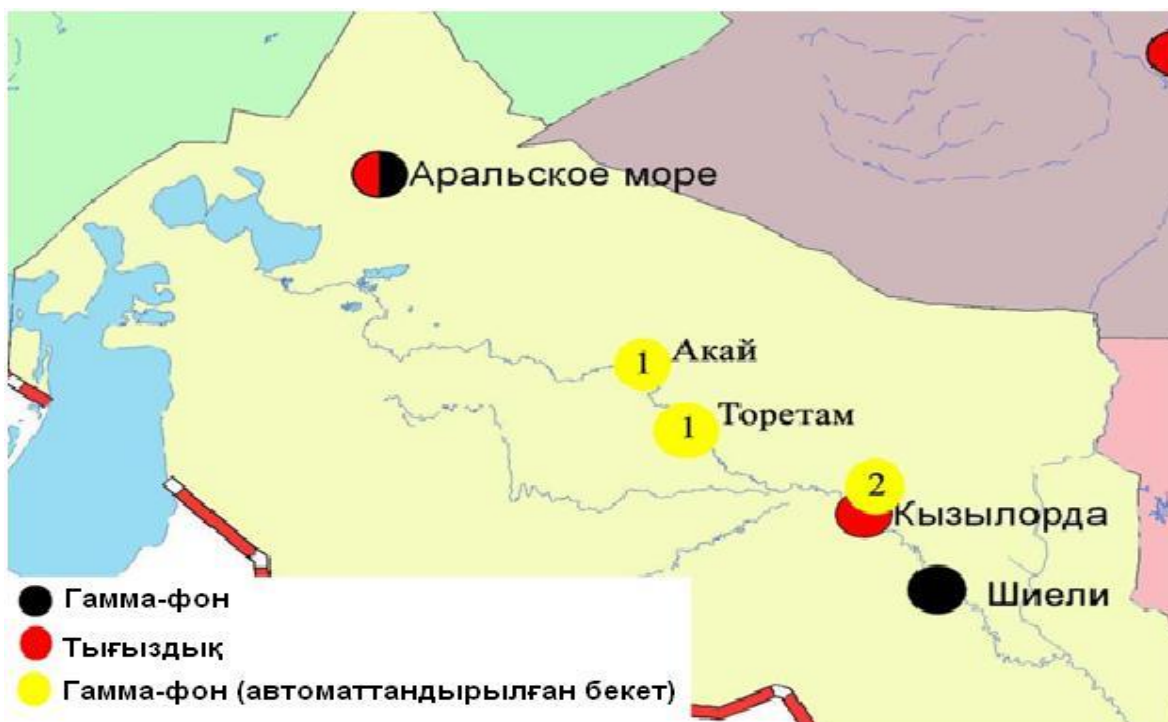 Аральское море
1 Акай
1 Торетам
2
Кызылорда
Шиели
Гамма-фон
Тығыздық
Гамма-фон (автоматтандырылған бекет)